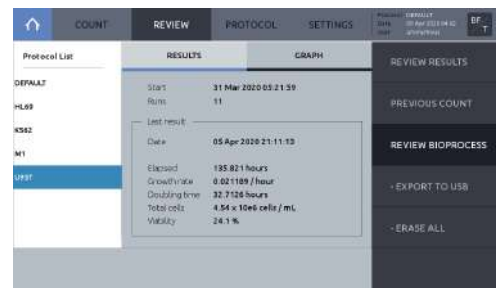 COUNT
REVIEW
PROTOCOL
SETTINGS
DEFAULT
BF
T
Protocol List
DEFAULT
HL60
K562
M1
U937
RESULTS
GRAPH
Start 31 Mar 2020 05:21:59
Runs 11
Last result
Date 05 Apr 2020 21:11:13
Elapsed 135.821 hours
Growth rate 0.021189 / hour
Doubling time 32.7126 hours
Total cells 4.54 x 10e6 cells / mL
Viability 24.1 %
REVIEW RESULTS
PREVIOUS COUNT
REVIEW BIOPROCESS
- EXPORT TO USB
- ERASE ALL